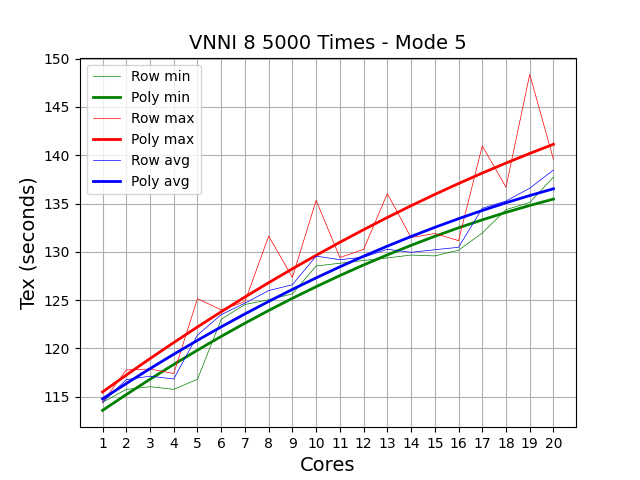 VNNI 8 5000 Times - Mode 5
Tex (seconds)
150
145
140
135
130
125
120
115
Row min
Poly min
Row max
Poly max
Row avg
Poly avg
1 2 3 4 5 6 7 8 9 10 11 12 13 14 15 16 17 18 19 20
Cores